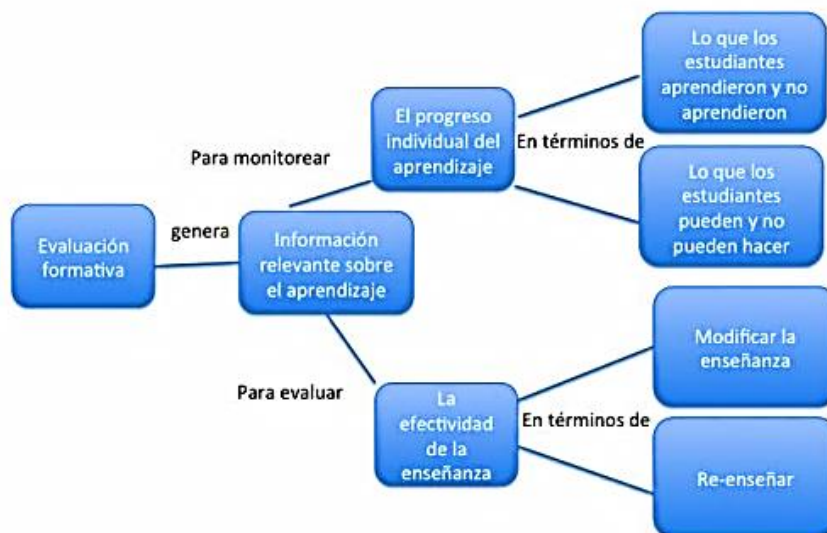 Evaluación
formativa
genera
Información
relevante sobre
el aprendizaje
Para monitorear
El progreso
individual del
aprendizaje
En términos de
Lo que los
estudiantes
aprendieron y no
aprendieron
Lo que los
estudiantes
pueden y no
pueden hacer
Para evaluar
La
efectividad
de la
enseñanza
En términos de
Modificar la
enseñanza
Re-enseñar